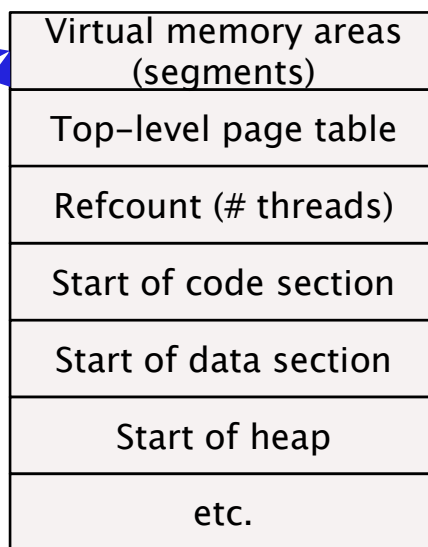 Virtual memory areas
(segments)
Top-level page table
Refcount (# threads)
Start of code section
Start of data section
Start of heap
etc.